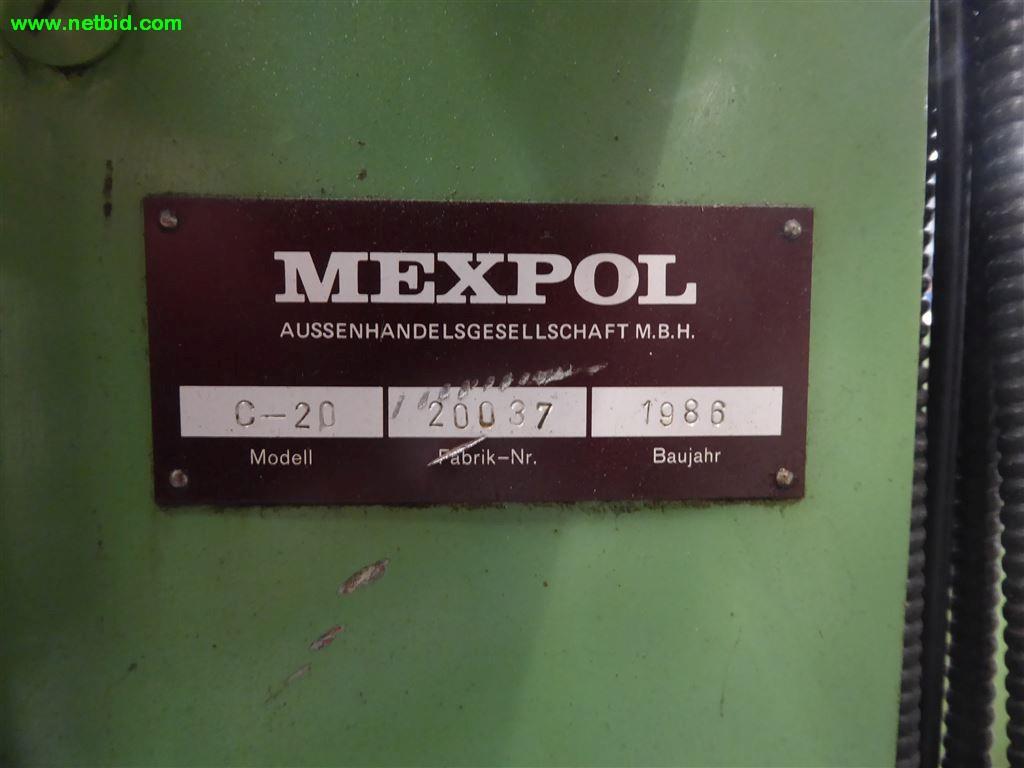 www.netbid.com
MEXPOL
AUSSENHANDELSGESELLSCHAFT M.B.H.
C-20 20037 1986
Modell Fabrik-Nr. Baujahr